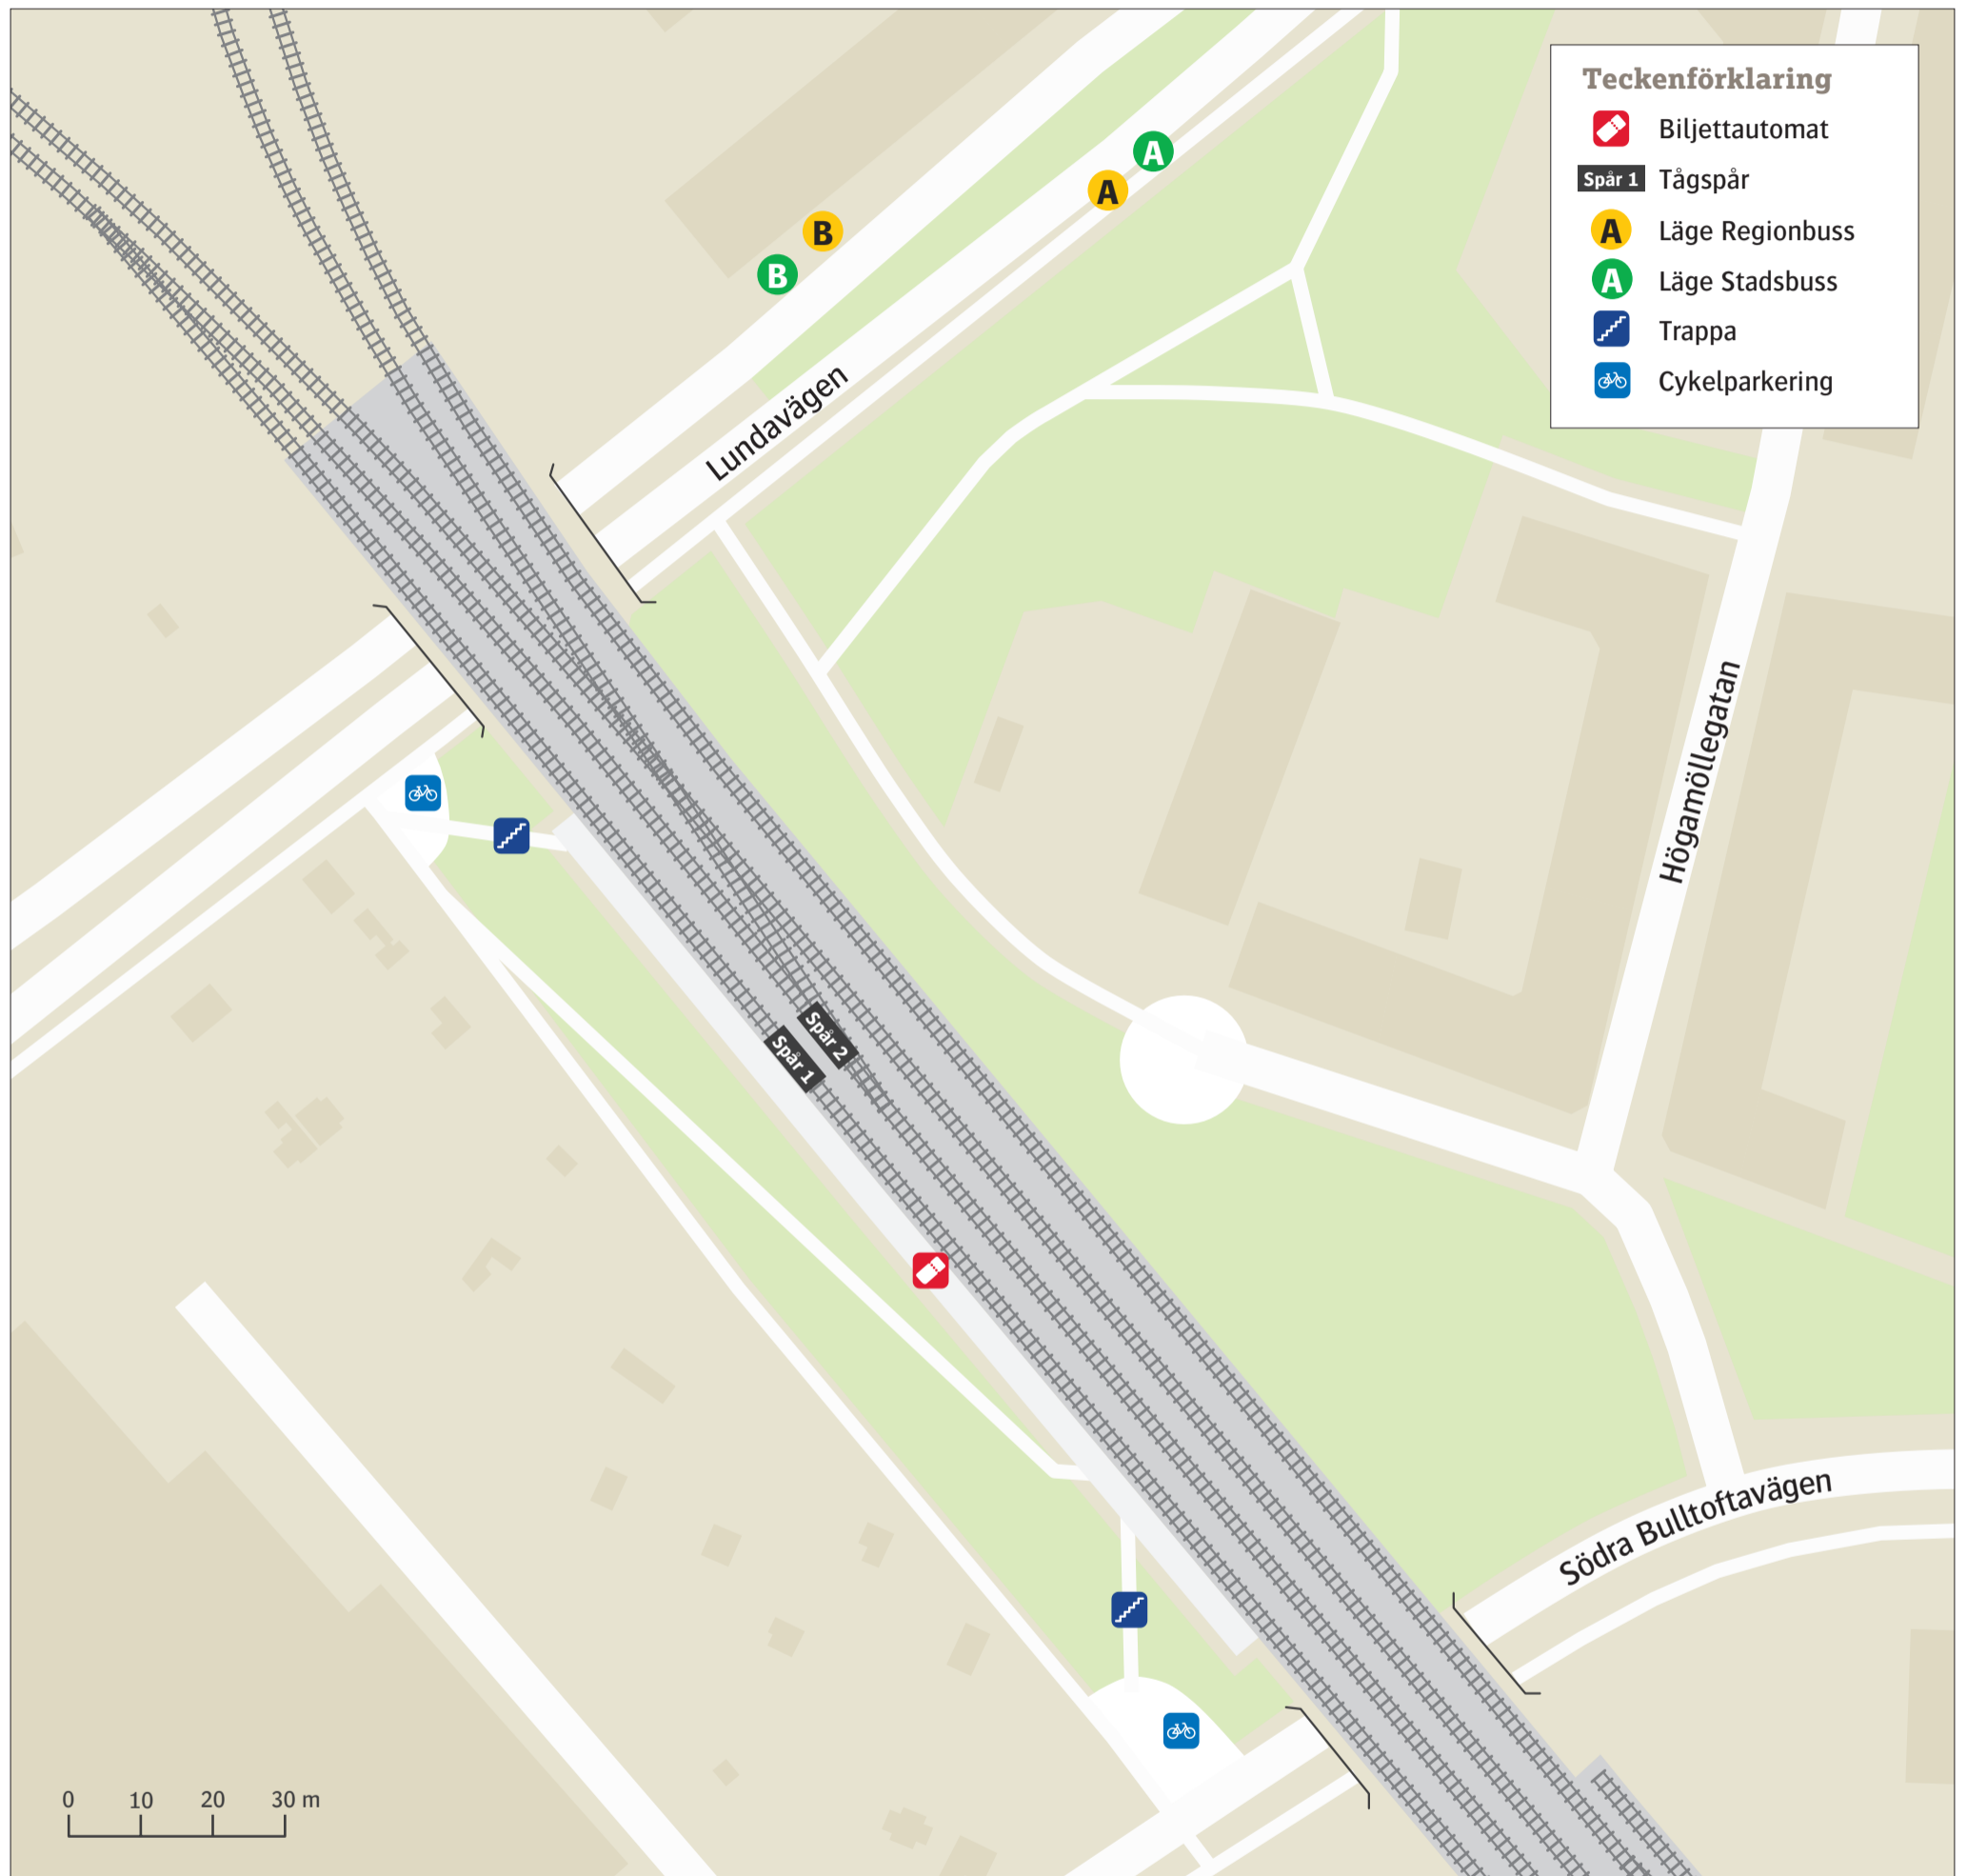 Teckenförklaring
Biljettautomat
Spår 1 Tågspår
A Läge Regionbuss
A Läge Stadsbuss
Trappa
Cykelparkering
A
A
B
B
Lundavägen
Högamöllegatan
Spår 2
Spår 1
Södra Bulltoftavägen
0 10 20 30 m